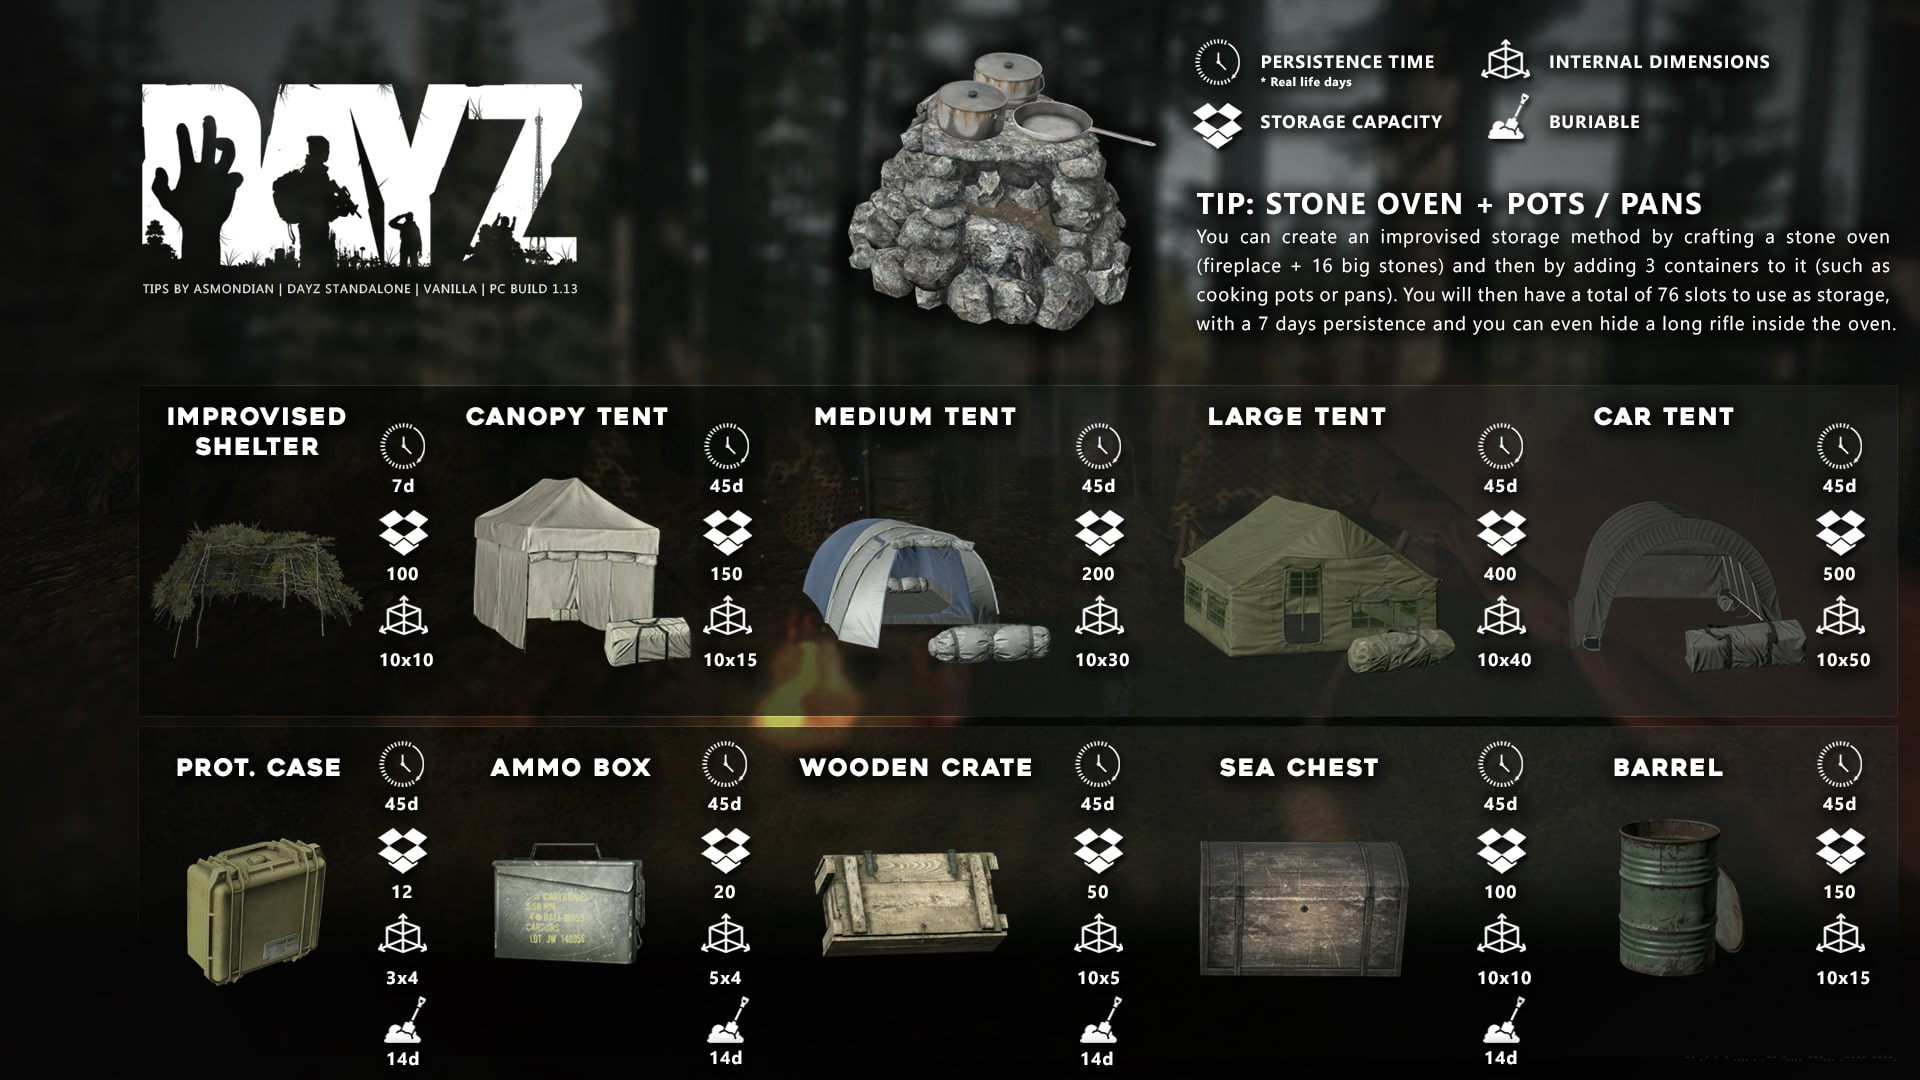 DAYZ
TIPS BY ASMONDIAN | DAYZ STANDALONE | VANILLA | PC BUILD 1.13
PERSISTENCE TIME
* Real life days
INTERNAL DIMENSIONS
STORAGE CAPACITY
BURIABLE
TIP: STONE OVEN + POTS / PANS
You can create an improvised storage method by crafting a stone oven
(fireplace + 16 big stones) and then by adding 3 containers to it (such as
cooking pots or pans). You will then have a total of 76 slots to use as storage,
with a 7 days persistence and you can even hide a long rifle inside the oven.
IMPROVISED
SHELTER
7d
100
10x10
CANOPY TENT
45d
150
10x15
MEDIUM TENT
45d
200
10x30
LARGE TENT
45d
400
10x40
CAR TENT
45d
500
10x50
PROT. CASE
45d
12
3x4
14d
AMMO BOX
CARTRIDGES
CARTONS
LOT JW
45d
20
5x4
14d
WOODEN CRATE
45d
50
10x5
14d
SEA CHEST
45d
100
10x10
14d
BARREL
45d
150
10x15